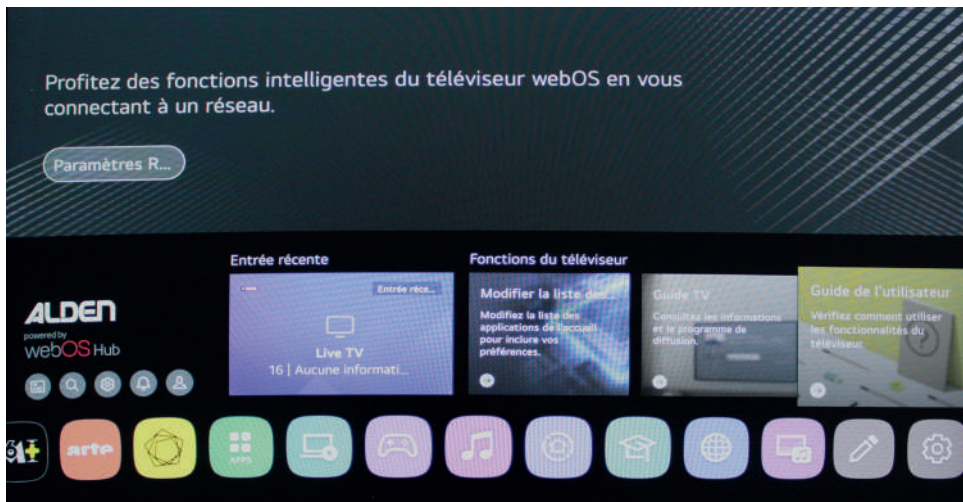 Profitez des fonctions intelligentes du téléviseur webOS en vous
connectant à un réseau.
Paramètres R...
Entrée récente
Fonctions du téléviseur
ALDEN
powered by
webOS Hub
Entrée réce...
Live TV
16 | Aucune informati...
Modifier la liste des...
Modifiez la liste des
applications de l'accueil
pour inclure vos
préférences.
Guide TV
Consultez les informations
et le programme de
diffusion.
Guide de l'utilisateur
Vérifiez comment utiliser
les fonctionnalités du
téléviseur.
arte
APPS